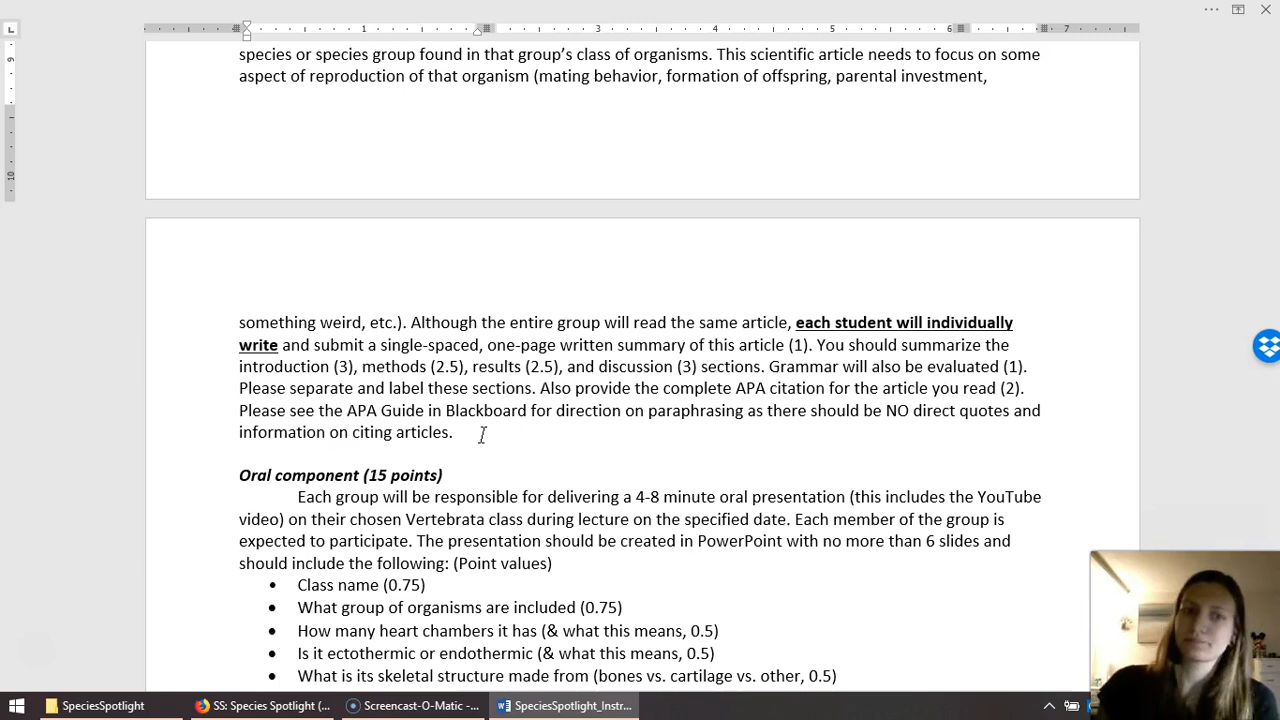 1 3 4 5 6 7
9
10
species or species group found in that group's class of organisms. This scientific article needs to focus on some
aspect of reproduction of that organism (mating behavior, formation of offspring, parental investment,
something weird, etc.). Although the entire group will read the same article, each student will individually
write and submit a single-spaced, one-page written summary of this article (1). You should summarize the
introduction (3), methods (2.5), results (2.5), and discussion (3) sections. Grammar will also be evaluated (1).
Please separate and label these sections. Also provide the complete APA citation for the article you read (2).
Please see the APA Guide in Blackboard for direction on paraphrasing as there should be NO direct quotes and
information on citing articles.
Oral component (15 points)
Each group will be responsible for delivering a 4-8 minute oral presentation (this includes the YouTube
video) on their chosen Vertebrata class during lecture on the specified date. Each member of the group is
expected to participate. The presentation should be created in PowerPoint with no more than 6 slides and
should include the following: (Point values)
• Class name (0.75)
• What group of organisms are included (0.75)
• How many heart chambers it has (& what this means, 0.5)
• Is it ectothermic or endothermic (& what this means, 0.5)
• What is its skeletal structure made from (bones vs. cartilage vs. other, 0.5)
SpeciesSpotlight SS: Species Spotlight (... Screencast-O-Matic -... SpeciesSpotlight_Instr...